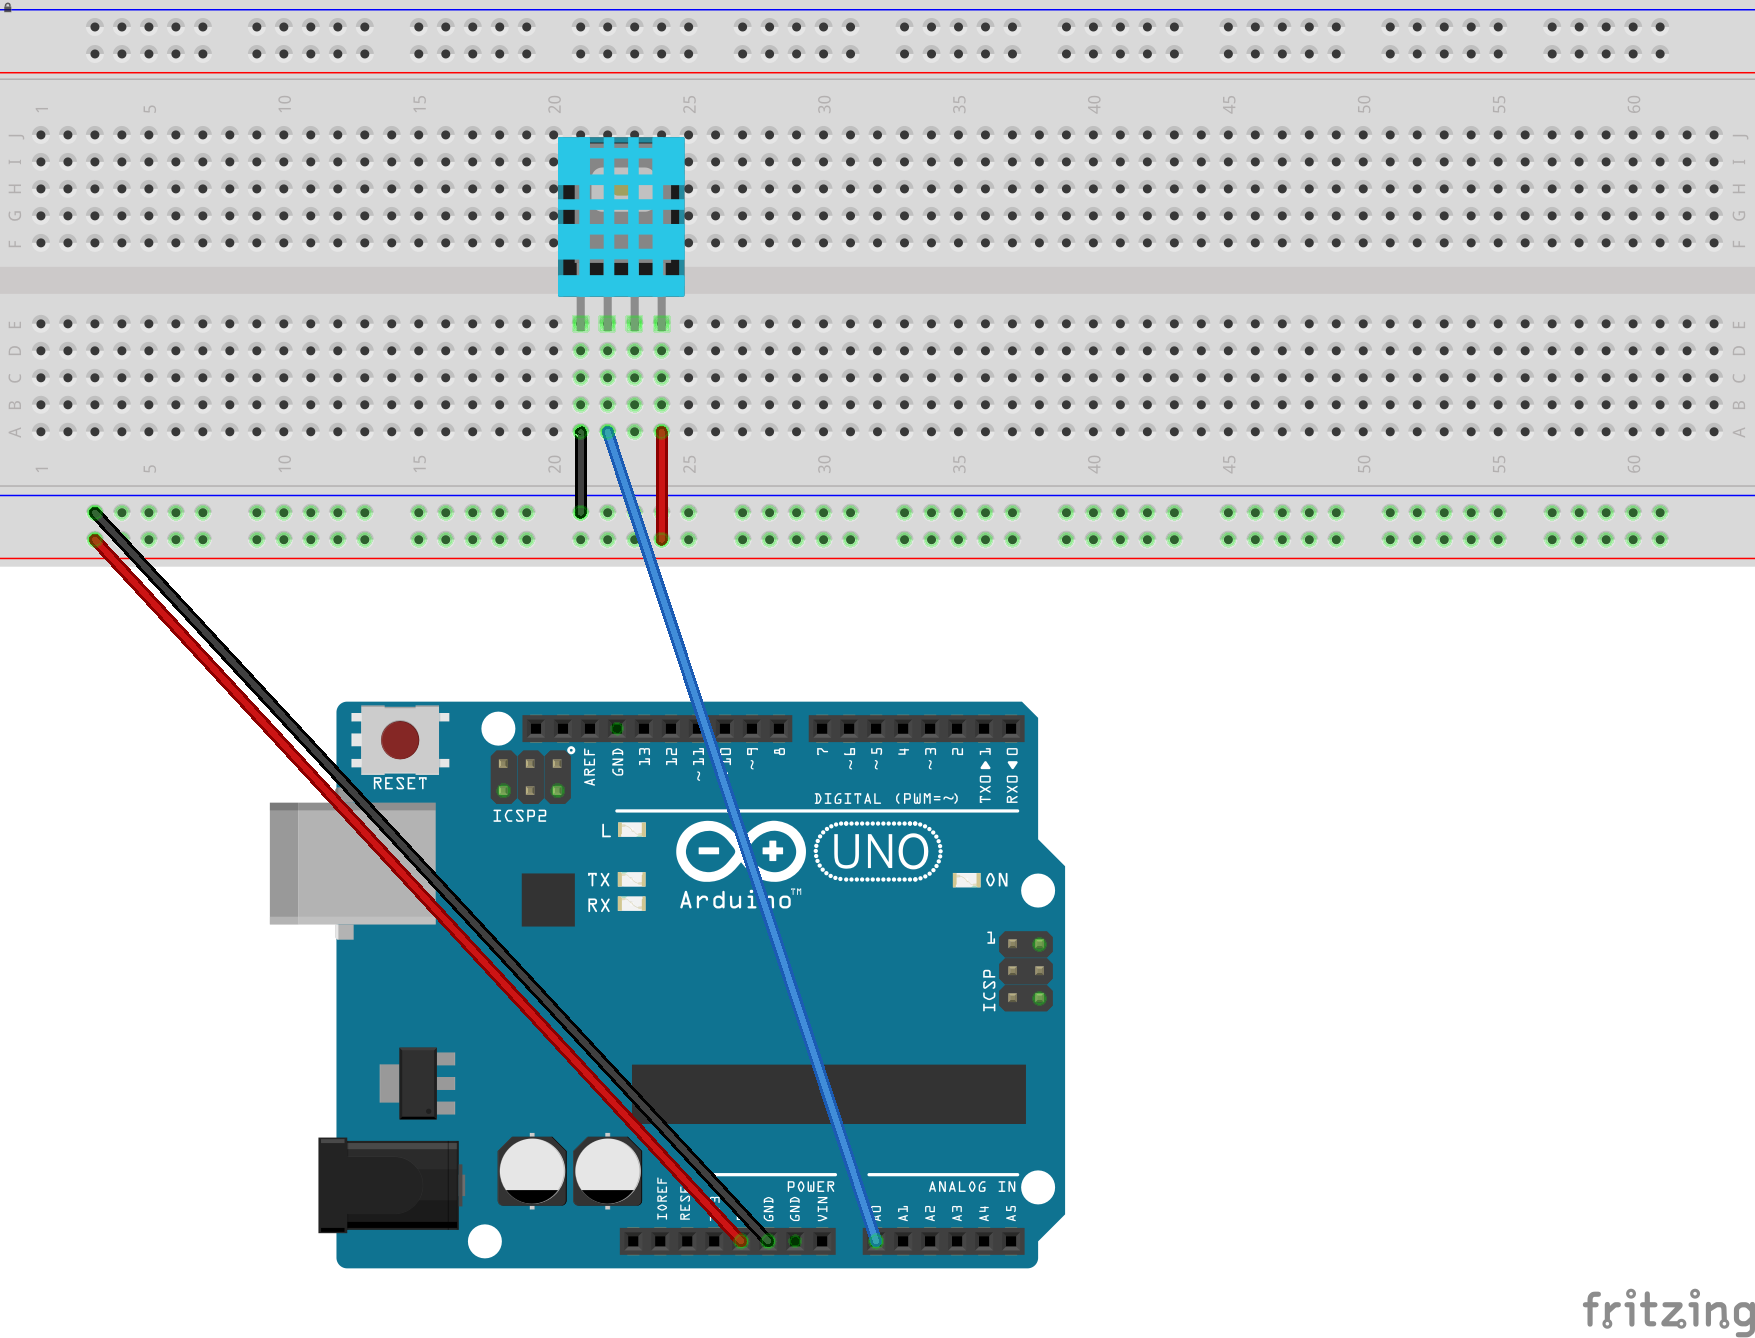 1 5 10 15 20 25 30 35 40 45 50 55 60
J J
I I
H H
G G
F F
E E
D D
C C
B B
A A
1 5 10 15 20 25 30 35 40 45 50 55 60
RESET
AREF GND 13 12 ~11 10 ~9 8 7 ~6 ~5 4 ~3 2 TX0▶1 RX0◀0
DIGITAL (PWM=~)
ICSP2
L
TX
RX
UNO
Arduino™
ON
1
ICSP
POWER
ANALOG IN
IOREF GND GND VIN A0 A1 A2 A3 A4 A5
fritzing